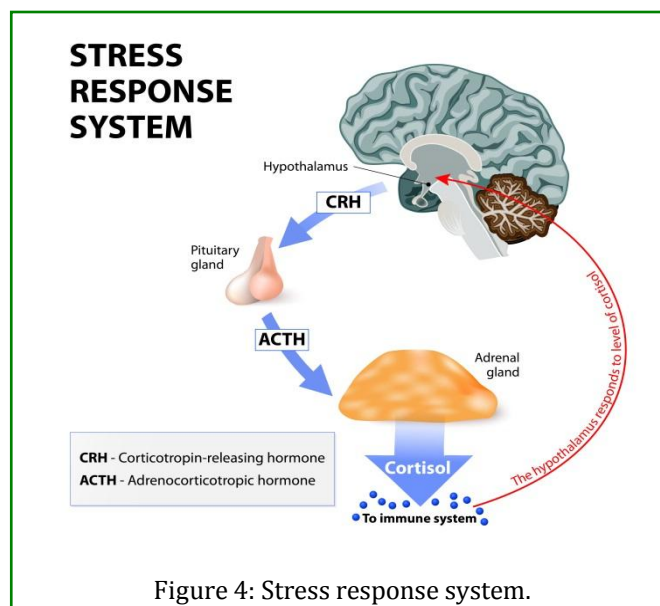 STRESS
RESPONSE
SYSTEM
Hypothalamus
CRH
Pituitary
gland
ACTH
Adrenal
gland
The hypothalamus responds to level of cortisol
CRH - Corticotropin-releasing hormone
ACTH - Adrenocorticotropic hormone
Cortisol
To immune system
Figure 4: Stress response system.